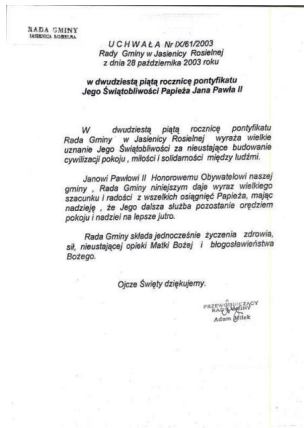 RADA GMINY
JASIENICA ROSIELNA
UCHWAŁA Nr IX/61/2003
Rady Gminy w Jasienicy Rosielnej
z dnia 28 października 2003 roku
w dwudziestą piątą rocznicę pontyfikatu
Jego Świątobliwości Papieża Jana Pawła II
W dwudziestą piątą rocznicę pontyfikatu
Rada Gminy w Jasienicy Rosielnej wyraża wielkie
uznanie Jego Świątobliwości za nieustające budowanie
cywilizacji pokoju , miłości i solidarności między ludźmi.
Janowi Pawłowi II Honorowemu Obywatelowi naszej
gminy , Rada Gminy niniejszym daje wyraz wielkiego
szacunku i radości z wszelkich osiągnięć Papieża, mając
nadzieję , że Jego dalsza służba pozostanie orędziem
pokoju i nadziei na lepsze jutro.
Rada Gminy składa jednocześnie życzenia zdrowia,
sił, nieustającej opieki Matki Bożej i błogosławieństwa
Bożego.
Ojcze Święty dziękujemy.
PRZEWODNICZĄCY
RADY GMINY
Adam Miłek